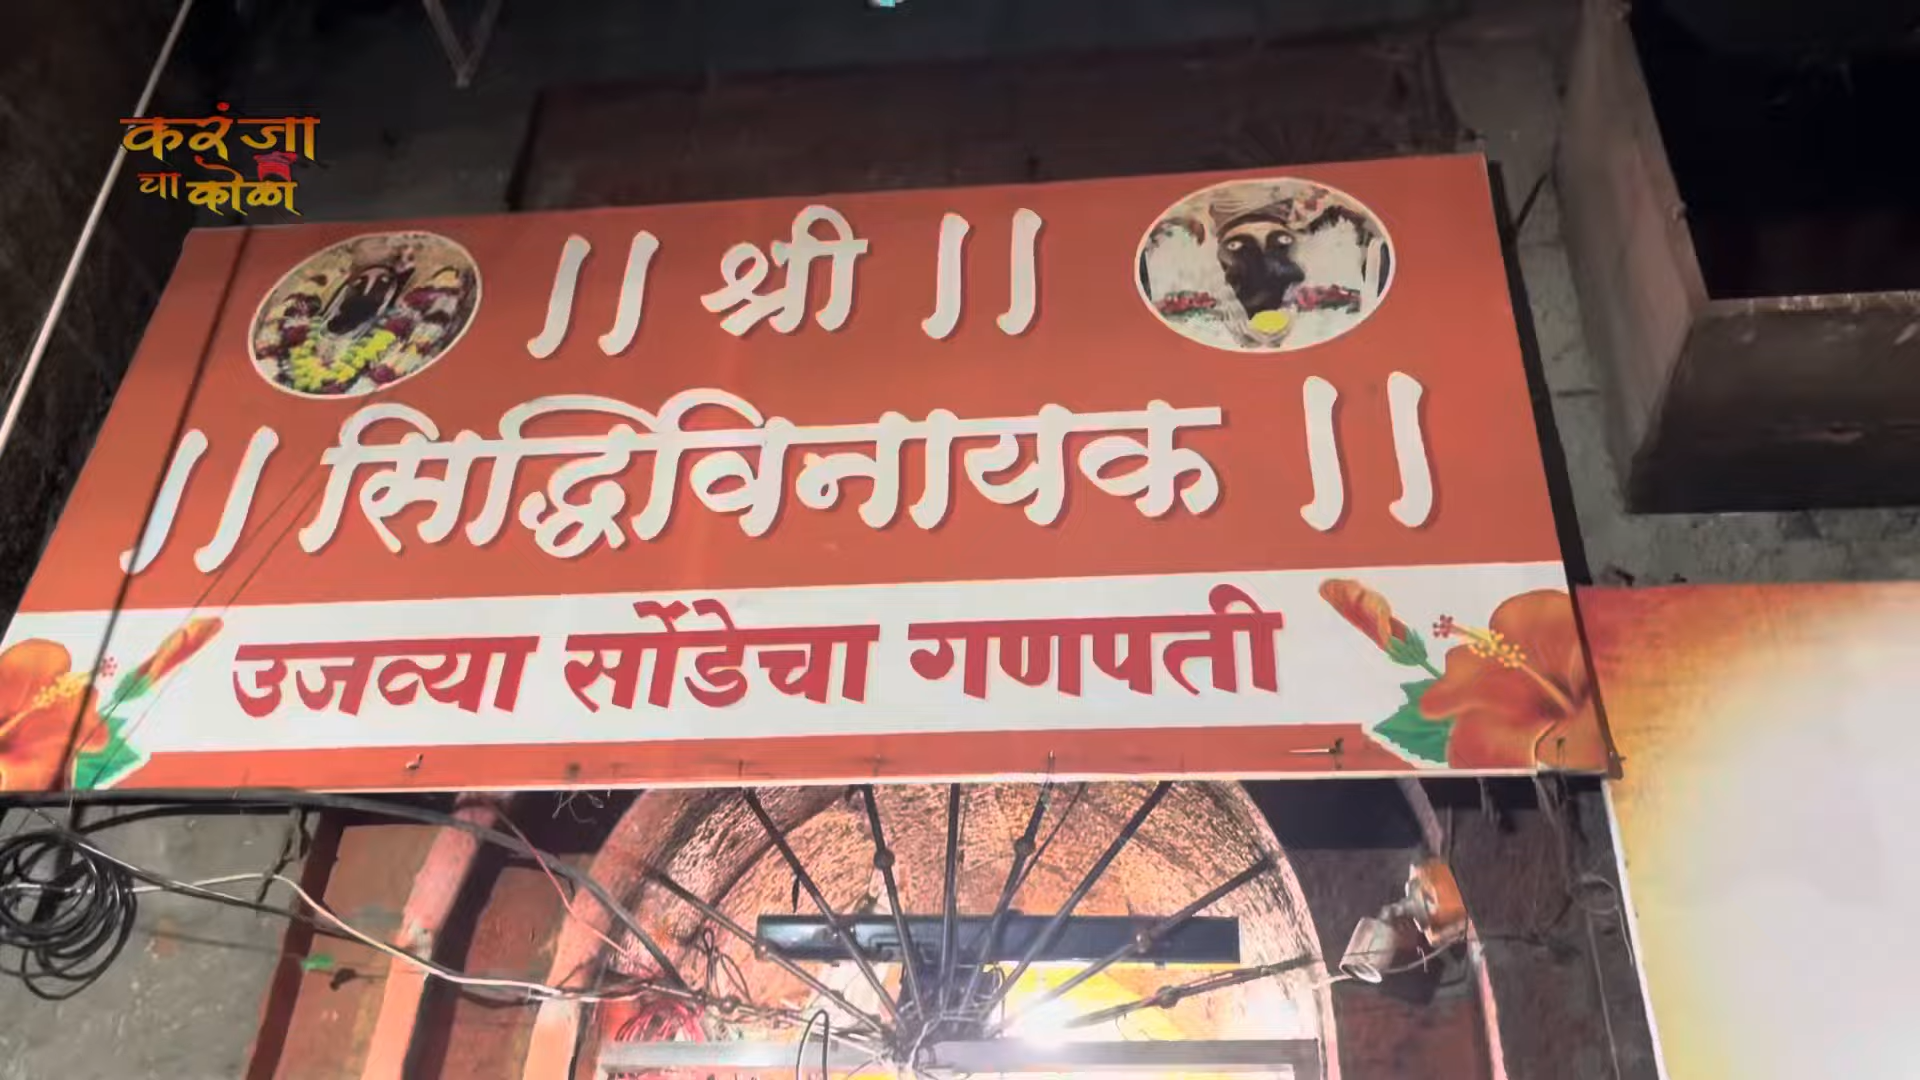 करंजा
चा कोळी
|| श्री ||
|| सिद्धिविनायक ||
उजव्या सोंडेचा गणपती